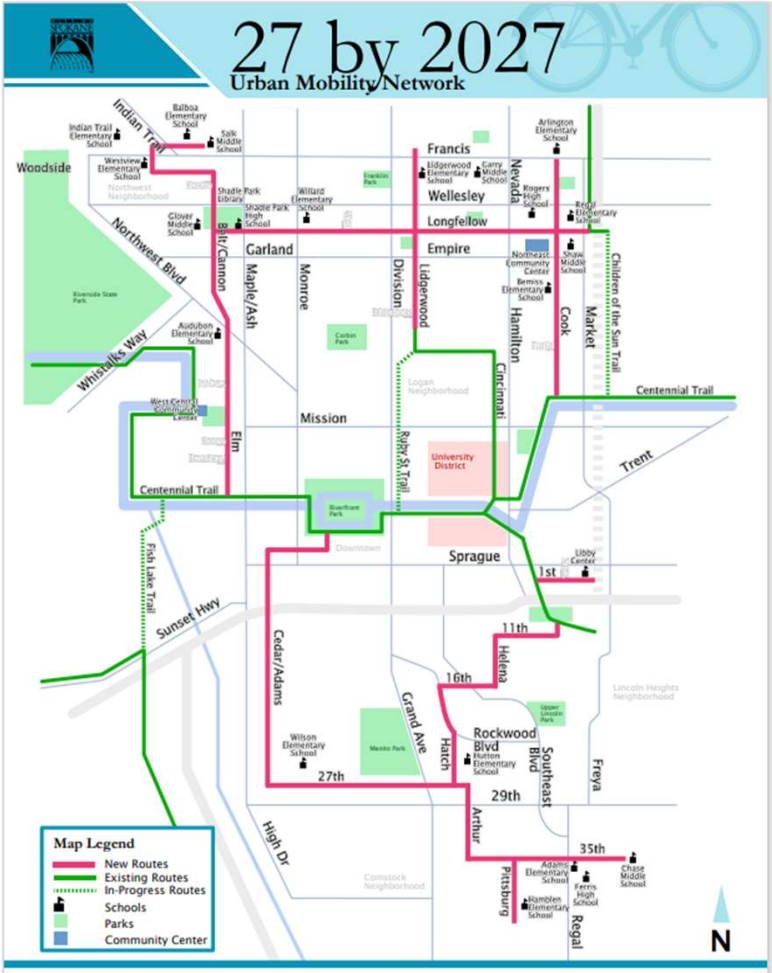 SPOKANE
27 by 2027
Urban Mobility Network
Indian Trail
Balboa
Elementary
School
Indian Trail
Elementary
School
Salk
Middle
School
Arlington
Elementary
School
Woodside
Westview
Elementary
School
Northwest
Neighborhood
Francis
Lidgerwood
Elementary
School
Garry
Middle
School
Nevada
Rogers
High
School
Franklin
Park
Wellesley
Shadle Park
Library
Shadle Park
High
School
Willard
Elementary
School
Glover
Middle
School
Regal
Elementary
School
Longfellow
Northwest Blvd
Belt/Cannon
Garland
Empire
Northeast
Community
Center
Shaw
Middle
School
Bemiss
Elementary
School
Maple/Ash
Monroe
Division
Lidgerwood
Hamilton
Cook
Market
Children of the Sun Trail
Riverside State
Park
Whistalks Way
Audubon
Elementary
School
Corbin
Park
Logan
Neighborhood
Cincinnati
Centennial Trail
West Central
Community
Center
Mission
Elm
Ruby St Trail
University
District
Trent
Centennial Trail
Riverfront
Park
Downtown
Sprague
Libby
Center
1st
Fish Lake Trail
Sunset Hwy
11th
Cedar/Adams
Helena
16th
Lincoln Heights
Neighborhood
Grand Ave
Upper
Lincoln
Park
Wilson
Elementary
School
Manito Park
Hatch
Rockwood
Blvd
Hutton
Elementary
School
Southeast
Blvd
Freya
27th
29th
High Dr
Arthur
35th
Comstock
Neighborhood
Pittsburg
Adams
Elementary
School
Ferris
High
School
Chase
Middle
School
Hamblen
Elementary
School
Regal
Map Legend
New Routes
Existing Routes
In-Progress Routes
Schools
Parks
Community Center
N